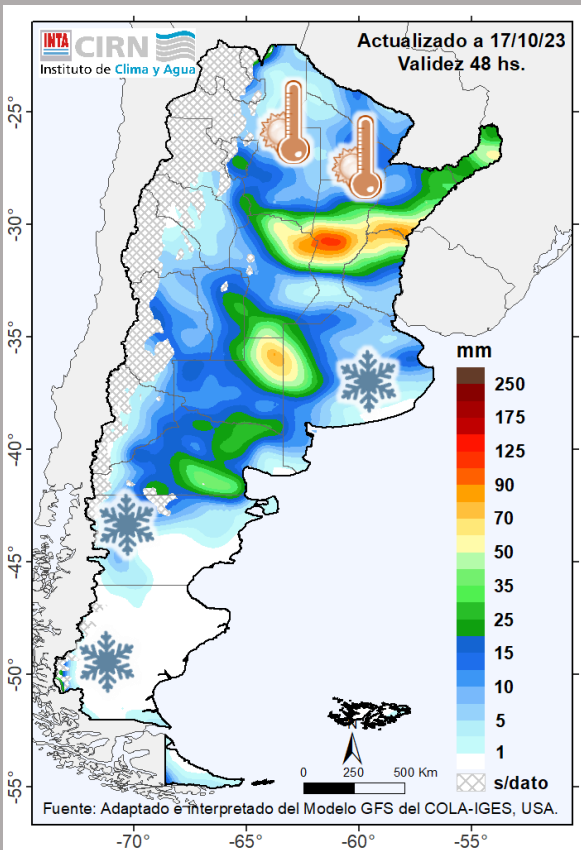 INTA CIRN
Instituto de Clima y Agua
Actualizado a 17/10/23
Validez 48 hs.
-25°
-30°
-35°
-40°
-45°
-50°
-55°
mm
250
175
125
90
70
50
35
25
15
10
5
1
s/dato
N
0 250 500 Km
Fuente: Adaptado e interpretado del Modelo GFS del COLA-IGES, USA.
-70° -65° -60° -55°